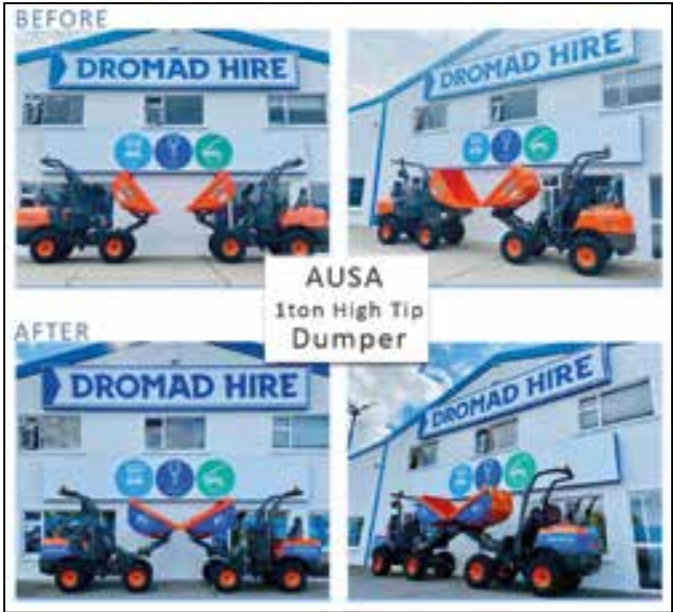 BEFORE
DROMAD HIRE
DROMAD HIRE
AUSA
1ton High Tip
Dumper
AFTER
DROMAD HIRE
DROMAD HIRE